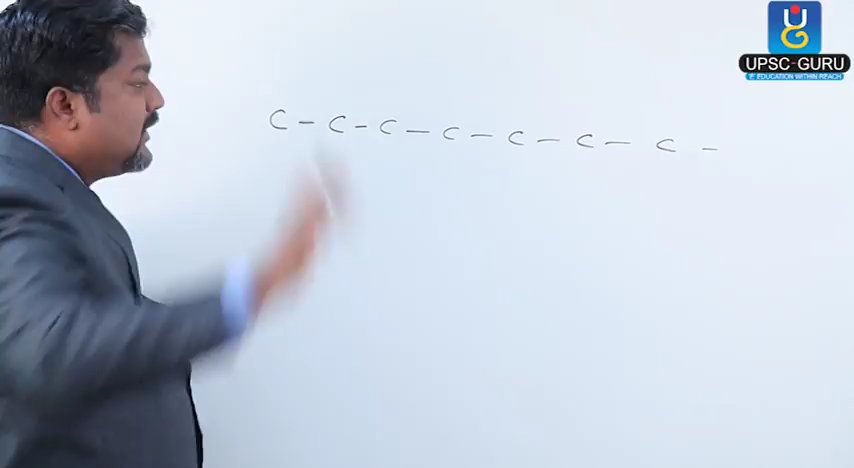 UPSC-GURU
EDUCATION WITHIN REACH
C - C - C - C - C - C - C -